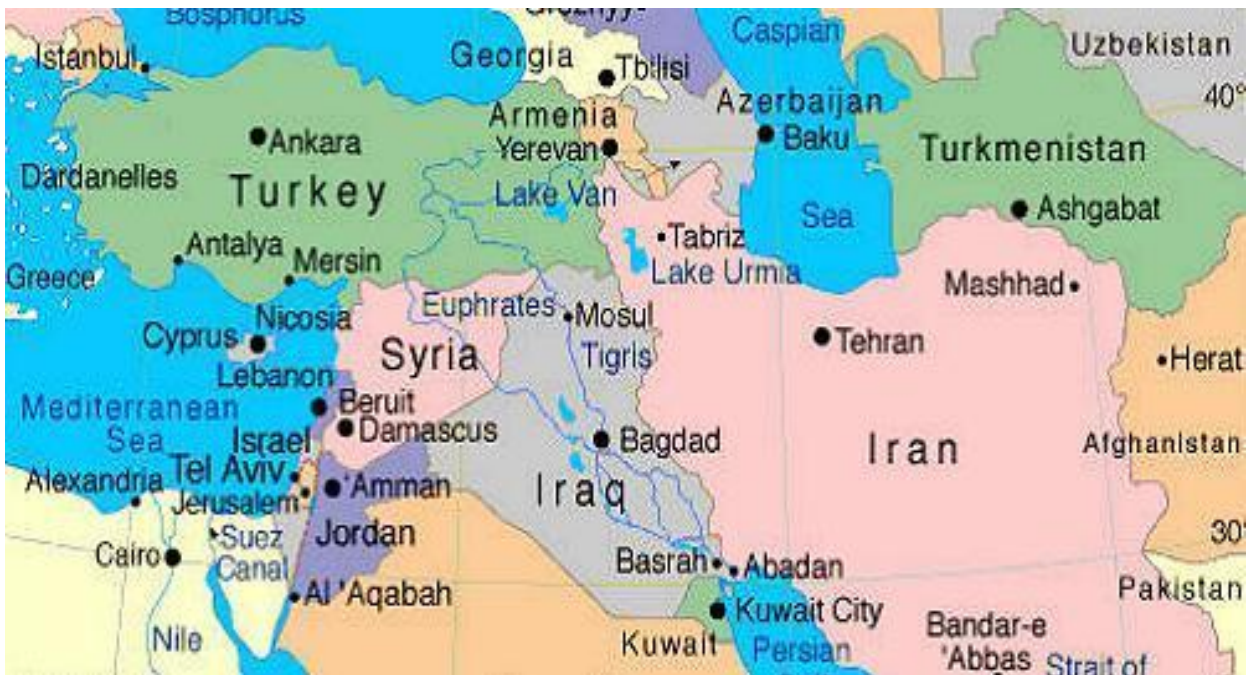 Bosphorus
Grozny
Caspian
Uzbekistan
Istanbul
Georgia
Tbilisi
40°
Armenia
Azerbaijan
Ankara
Yerevan
Baku
Turkmenistan
Dardanelles
Turkey
Lake Van
Sea
Ashgabat
Antalya
Tabriz
Mersin
Lake Urmia
Greece
Mashhad
Euphrates
Nicosia
Mosul
Cyprus
Tehran
Syria
Tigris
Herat
Lebanon
Mediterranean
Sea
Beruit
Damascus
Israel
Bagdad
Iran
Afghanistan
Tel Aviv
Alexandria
Jerusalem
'Amman
Iraq
Jordan
Suez
Canal
30°
Cairo
Basrah
Abadan
Al 'Aqabah
Pakistan
Kuwait City
Nile
Kuwait
Persian
Bandar-e
'Abbas
Strait of